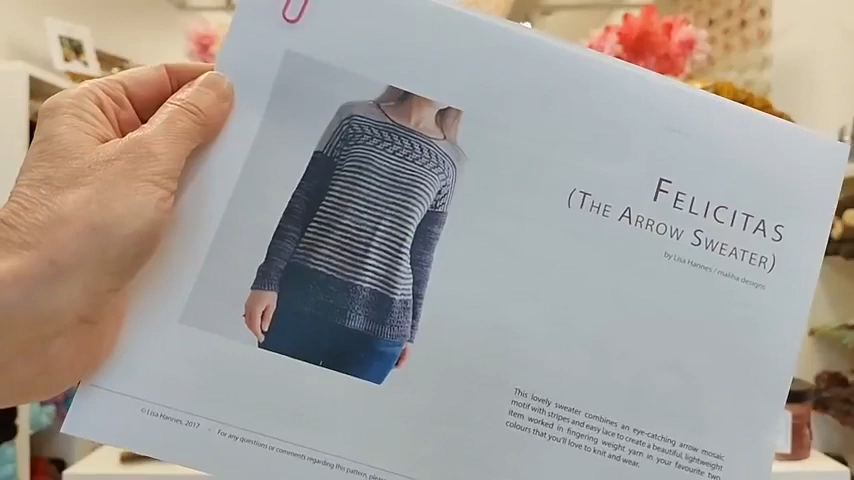 FELICITAS
(THE ARROW SWEATER)
by Lisa Hannes / maliha designs
This lovely sweater combines an eye-catching arrow mosaic
motif with stripes and easy lace to create a beautiful, lightweight
item worked in fingering weight yarn in your favourite two
colours that you'll love to knit and wear.
© Lisa Hannes, 2017 - For any questions or comments regarding this pattern, please